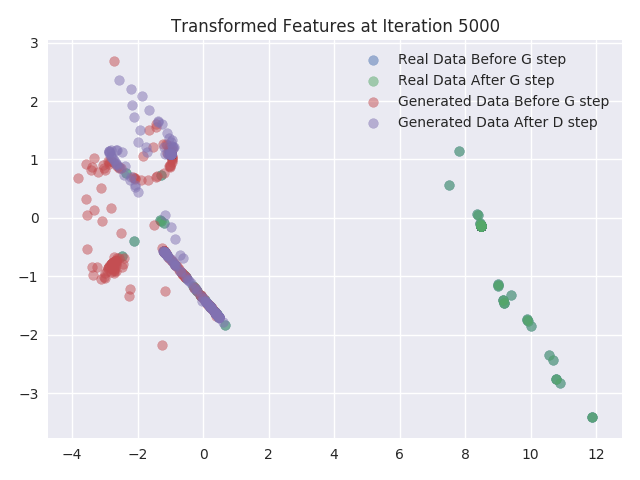 Transformed Features at Iteration 5000
Real Data Before G step
Real Data After G step
Generated Data Before G step
Generated Data After D step
3
2
1
0
−1
−2
−3
−4 −2 0 2 4 6 8 10 12